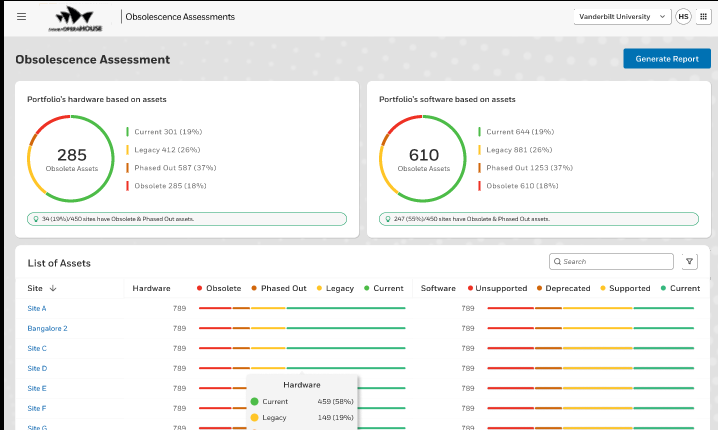 SYDNEY OPERA HOUSE
Obsolescence Assessments
Vanderbilt University
HS
Obsolescence Assessment
Generate Report
Portfolio's hardware based on assets
285
Obsolete Assets
Current 301 (19%)
Legacy 412 (26%)
Phased Out 587 (37%)
Obsolete 285 (18%)
34 (19%)/450 sites have Obsolete & Phased Out assets.
Portfolio's software based on assets
610
Obsolete Assets
Current 644 (19%)
Legacy 881 (26%)
Phased Out 1253 (37%)
Obsolete 610 (18%)
247 (55%)/450 sites have Obsolete & Phased Out assets.
List of Assets
Search
Site Hardware Obsolete Phased Out Legacy Current Software Unsupported Deprecated Supported Current
Site A 789 789
Bangalore 2 789 789
Site C 789 789
Site D 789 789
Site E 789 789
Site F 789 789
Site G 789 789
Hardware
Current 459 (58%)
Legacy 149 (19%)